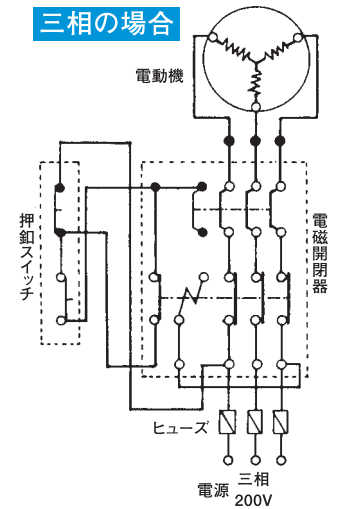 三相の場合
電動機
押釦スイッチ
電磁開閉器
ヒューズ
電源 三相
200V